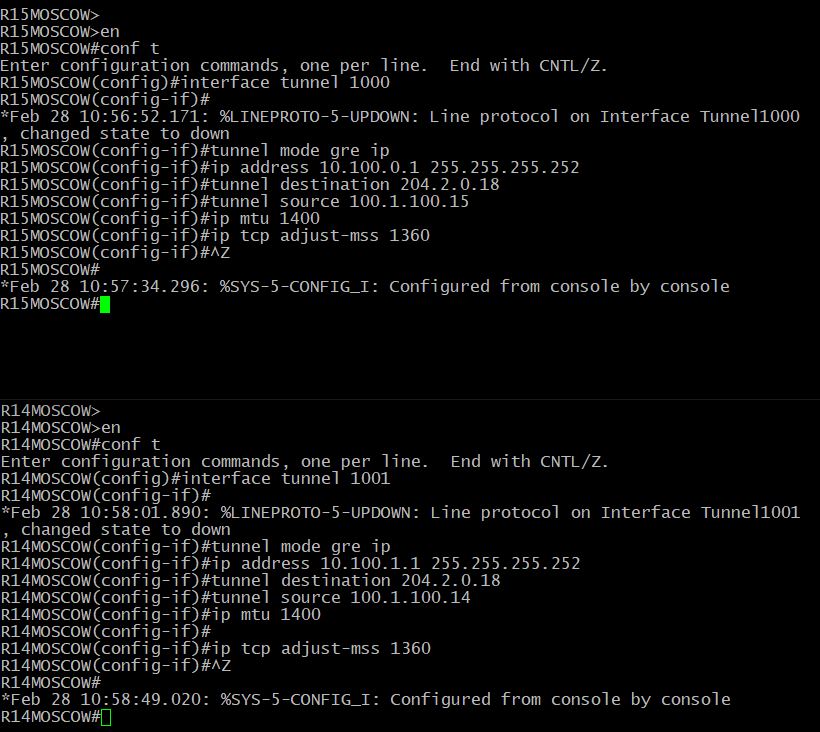 R15MOSCOW>
R15MOSCOW>en
R15MOSCOW#conf t
Enter configuration commands, one per line.  End with CNTL/Z.
R15MOSCOW(config)#interface tunnel 1000
R15MOSCOW(config-if)#
*Feb 28 10:56:52.171: %LINEPROTO-5-UPDOWN: Line protocol on Interface Tunnel1000
, changed state to down
R15MOSCOW(config-if)#tunnel mode gre ip
R15MOSCOW(config-if)#ip address 10.100.0.1 255.255.255.252
R15MOSCOW(config-if)#tunnel destination 204.2.0.18
R15MOSCOW(config-if)#tunnel source 100.1.100.15
R15MOSCOW(config-if)#ip mtu 1400
R15MOSCOW(config-if)#ip tcp adjust-mss 1360
R15MOSCOW(config-if)#^Z
R15MOSCOW#
*Feb 28 10:57:34.296: %SYS-5-CONFIG_I: Configured from console by console
R15MOSCOW#
R14MOSCOW>
R14MOSCOW>en
R14MOSCOW#conf t
Enter configuration commands, one per line.  End with CNTL/Z.
R14MOSCOW(config)#interface tunnel 1001
R14MOSCOW(config-if)#
*Feb 28 10:58:01.890: %LINEPROTO-5-UPDOWN: Line protocol on Interface Tunnel1001
, changed state to down
R14MOSCOW(config-if)#tunnel mode gre ip
R14MOSCOW(config-if)#ip address 10.100.1.1 255.255.255.252
R14MOSCOW(config-if)#tunnel destination 204.2.0.18
R14MOSCOW(config-if)#tunnel source 100.1.100.14
R14MOSCOW(config-if)#ip mtu 1400
R14MOSCOW(config-if)#
R14MOSCOW(config-if)#ip tcp adjust-mss 1360
R14MOSCOW(config-if)#^Z
R14MOSCOW#
*Feb 28 10:58:49.020: %SYS-5-CONFIG_I: Configured from console by console
R14MOSCOW#